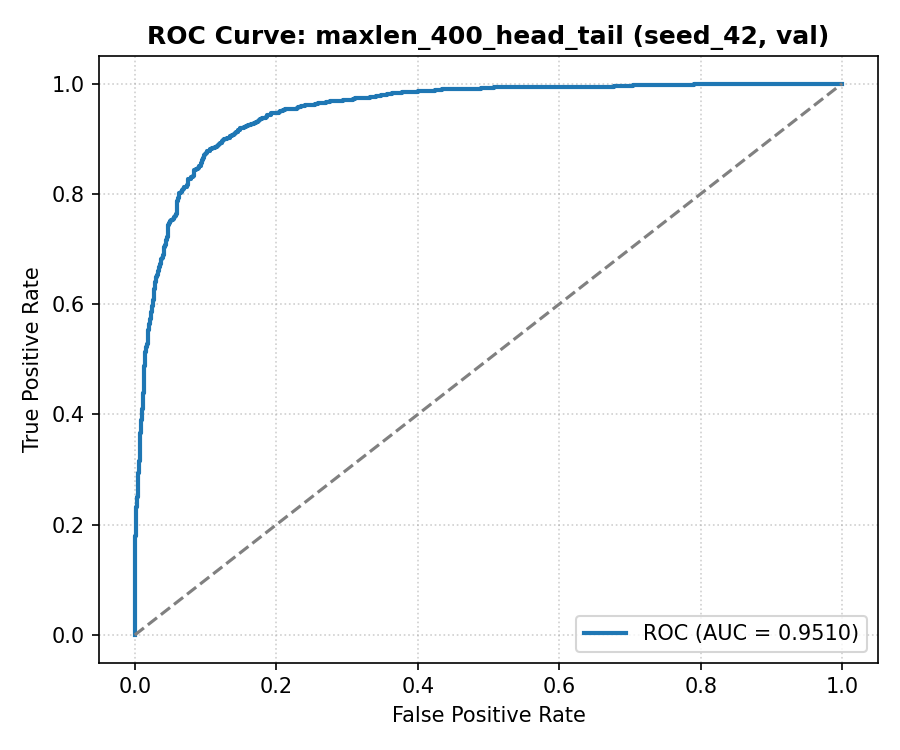 ROC Curve: maxlen_400_head_tail (seed_42, val)
1.0
0.8
0.6
0.4
0.2
0.0
True Positive Rate
ROC (AUC = 0.9510)
0.0 0.2 0.4 0.6 0.8 1.0
False Positive Rate